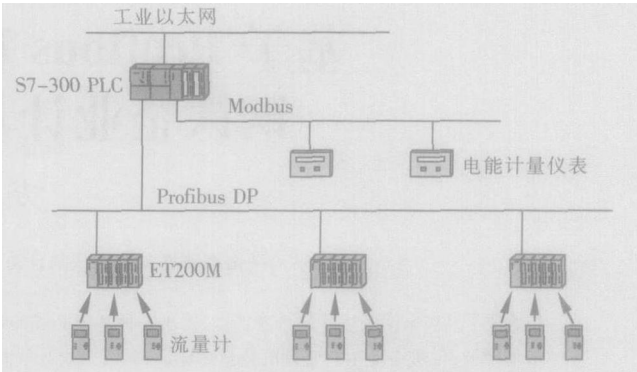 工业以太网
S7-300 PLC
Modbus
电能计量仪表
Profibus DP
ET200M
流量计